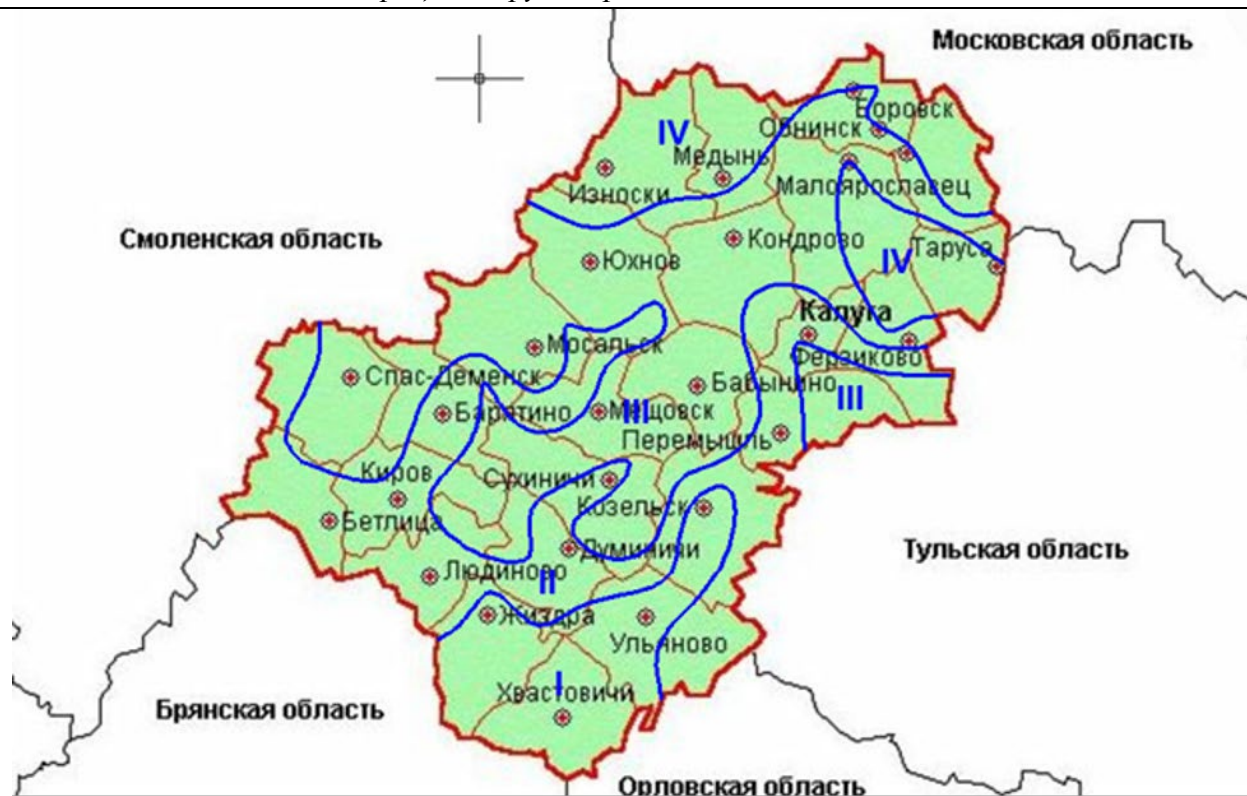 Московская область
Боровск
IV
Обнинск
Медынь
Износки
Малоярославец
Смоленская область
Кондрово
Таруса
IV
Юхнов
Калуга
Мосальск
Ферзиково
Спас-Деменск
Бабынино
III
Барятино
Мещовск
III
Перемышль
Киров
Сухиничи
Козельск
Бетлица
Думиничи
Тульская область
Людиново
II
Жиздра
Ульяново
I
Хвастовичи
Брянская область
Орловская область